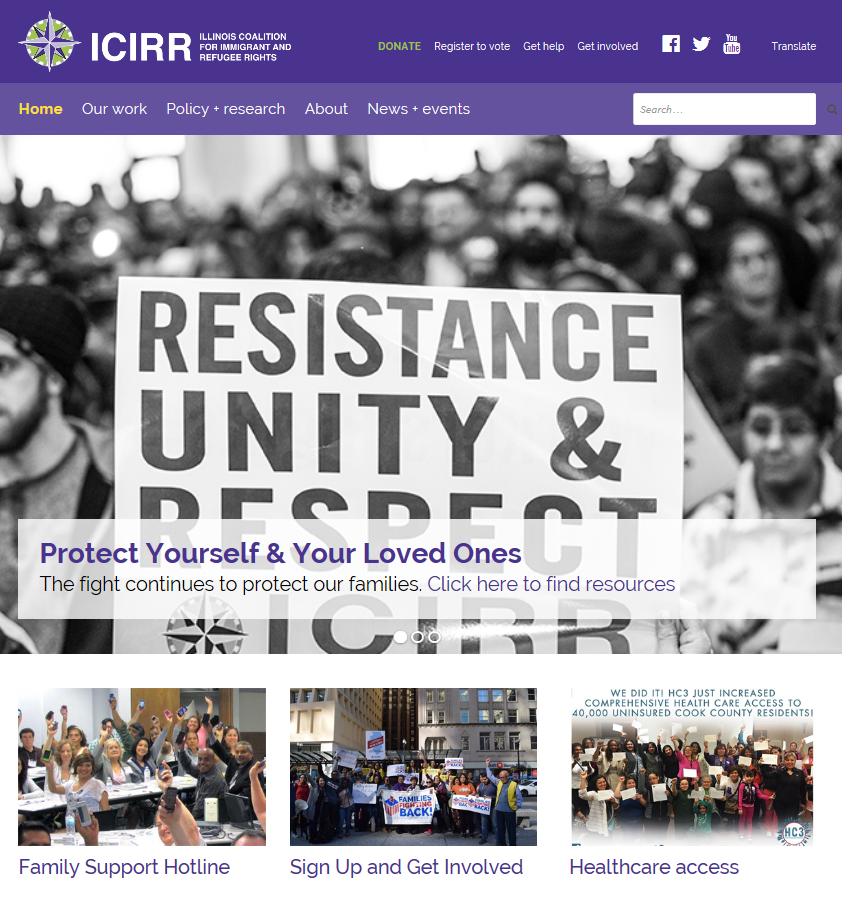 ICIRR
ILLINOIS COALITION
FOR IMMIGRANT AND
REFUGEE RIGHTS
DONATE Register to vote Get help Get involved You Tube Translate
Home Our work Policy + research About News + events Search...
RESISTANCE
UNITY &
RESPECT
Protect Yourself & Your Loved Ones
The fight continues to protect our families. Click here to find resources
ICIRR
WE DID IT! HC3 JUST INCREASED
COMPREHENSIVE HEALTH CARE ACCESS TO
40,000 UNINSURED COOK COUNTY RESIDENTS!
FAMILIES
FIGHTING
BACK!
HC3
Family Support Hotline Sign Up and Get Involved Healthcare access